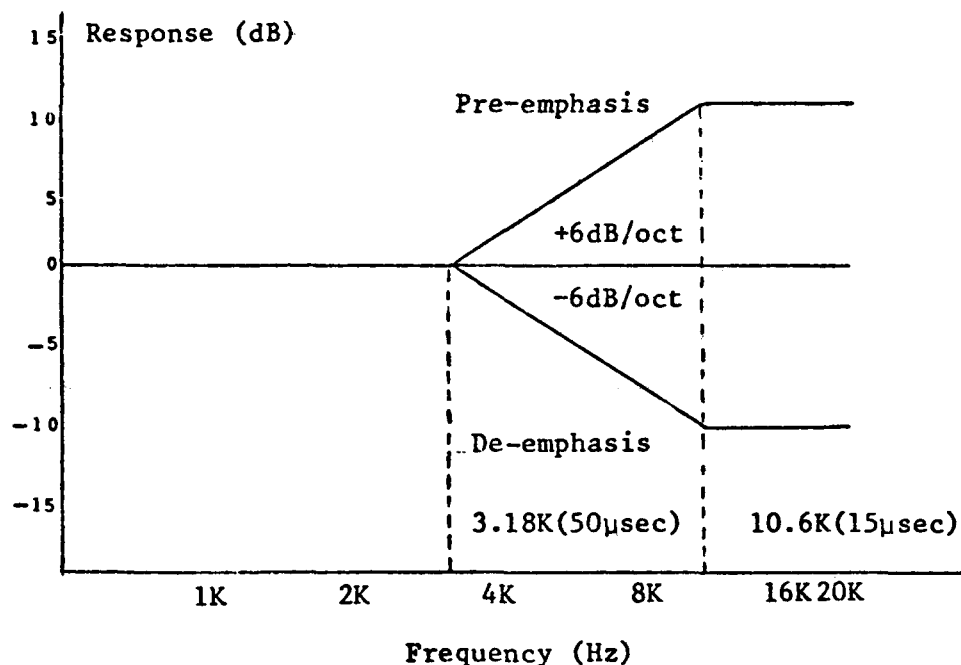 15 Response (dB)
Pre-emphasis
10
5
+6dB/oct
0
-6dB/oct
-5
-10
De-emphasis
-15
3.18K(50μsec) 10.6K(15μsec)
1K 2K 4K 8K 16K 20K
Frequency (Hz)